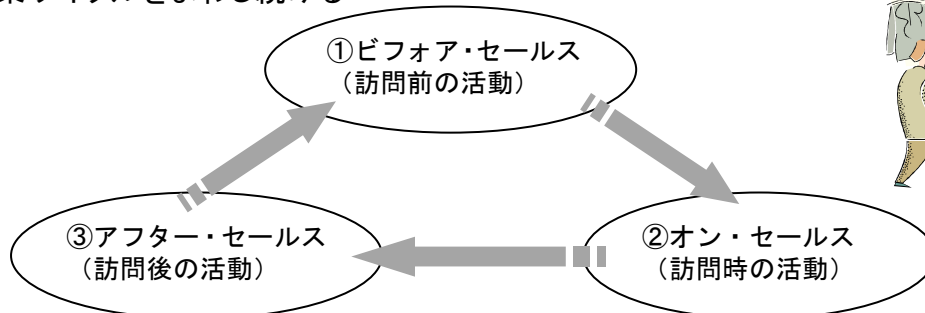 ①ビフォア・セールス
（訪問前の活動）
③アフター・セールス
（訪問後の活動）
②オン・セールス
（訪問時の活動）